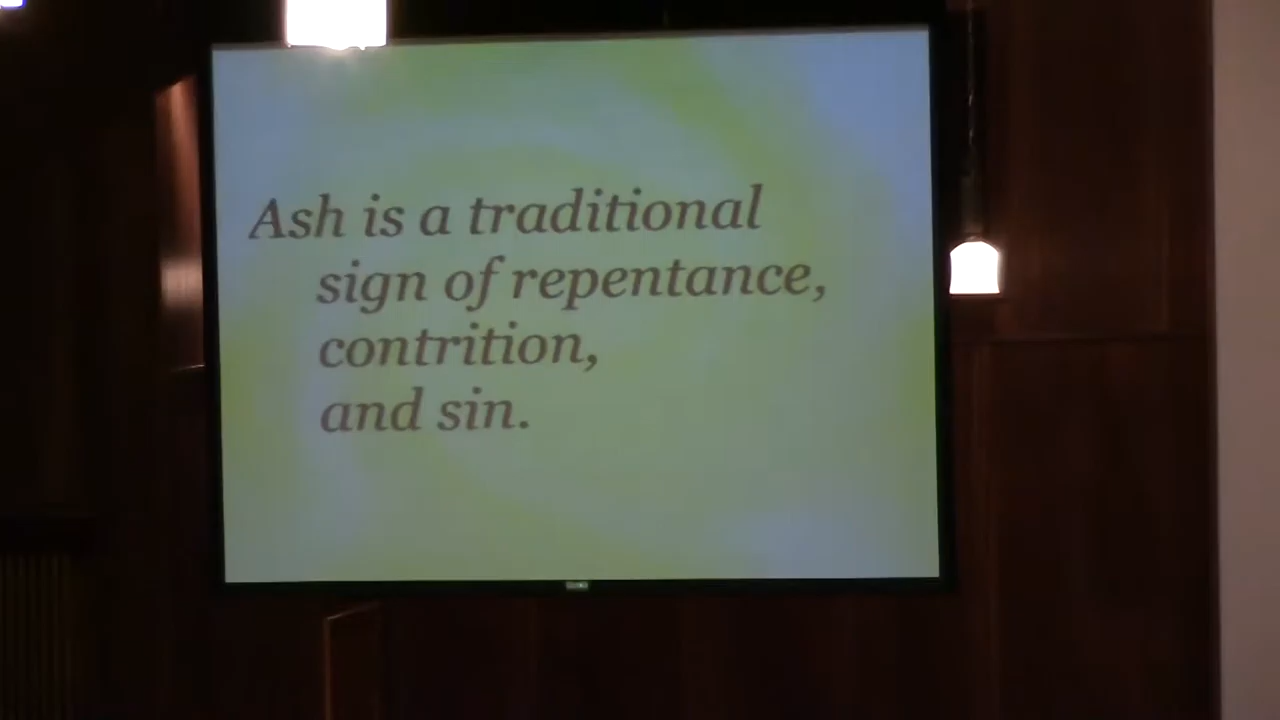 Ash is a traditional
sign of repentance,
contrition,
and sin.